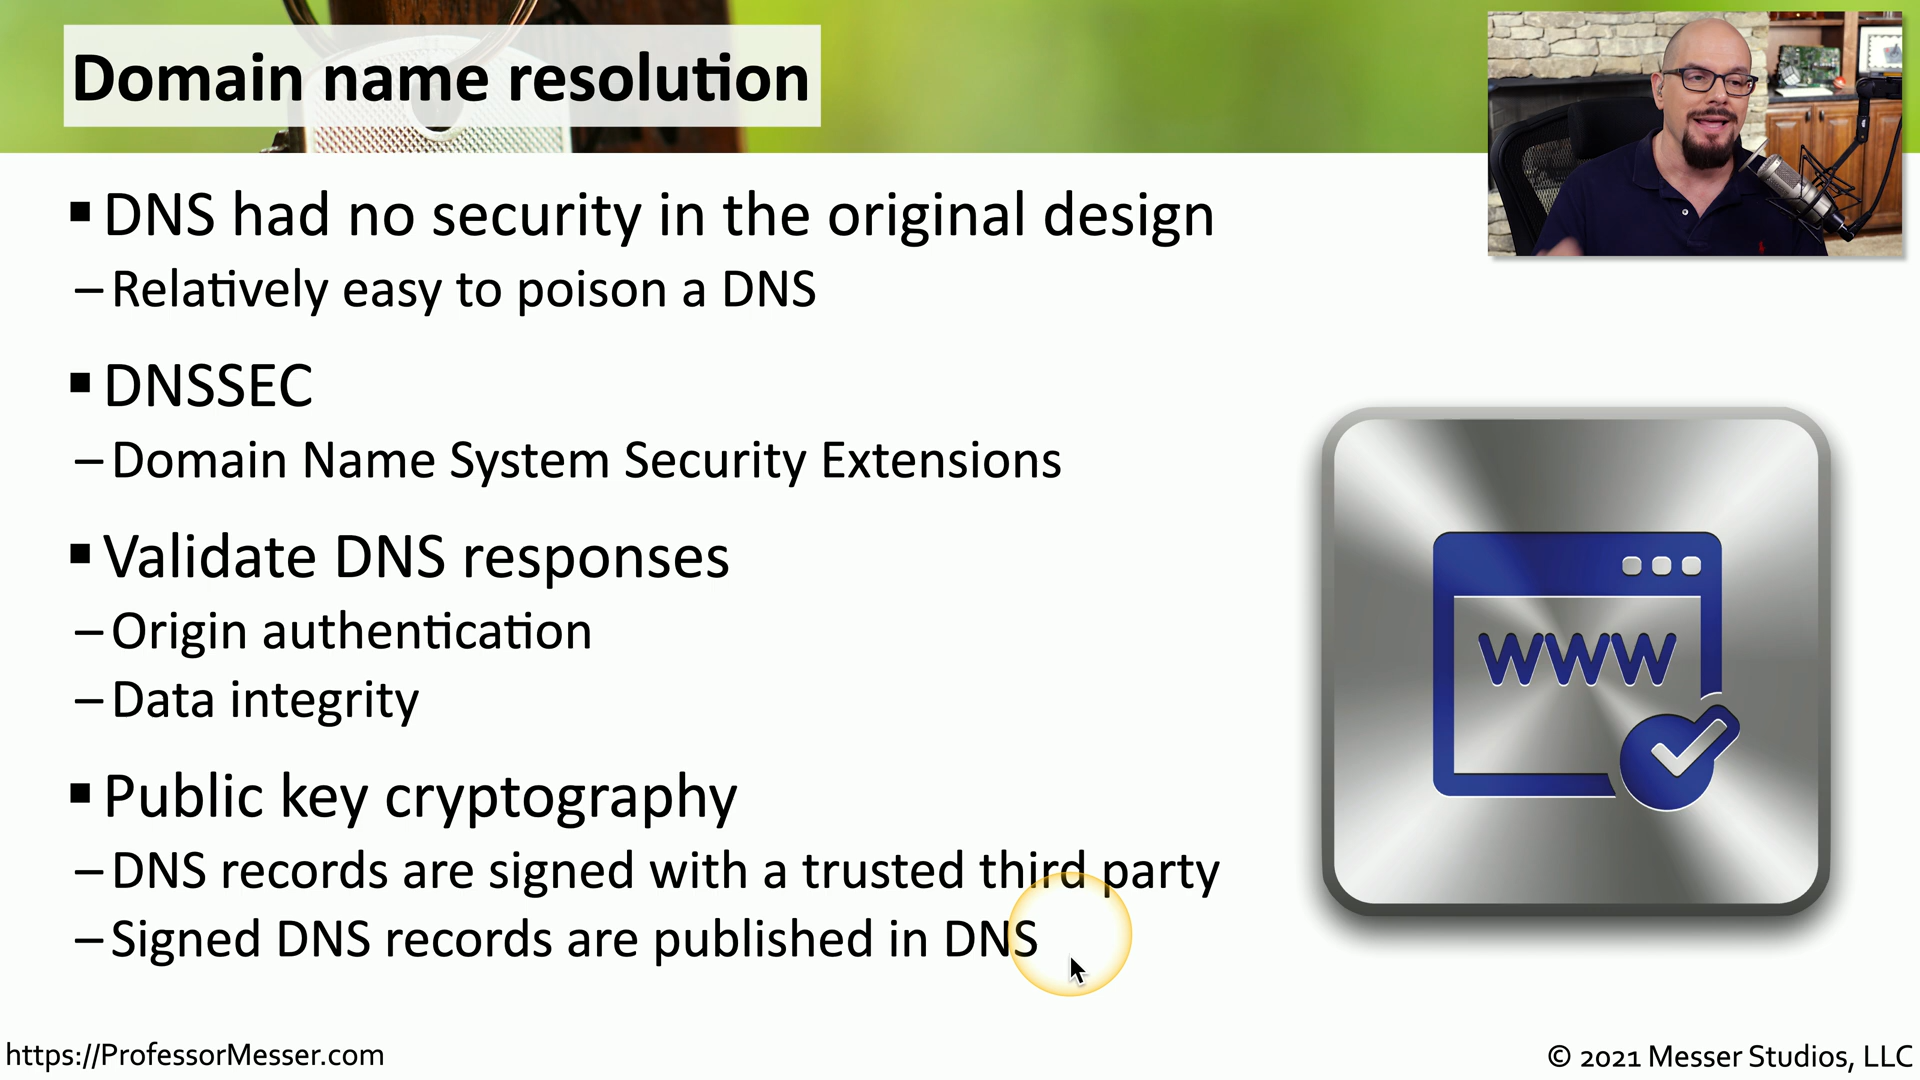 Domain name resolution
▪ DNS had no security in the original design
– Relatively easy to poison a DNS
▪ DNSSEC
– Domain Name System Security Extensions
▪ Validate DNS responses
– Origin authentication
– Data integrity
▪ Public key cryptography
– DNS records are signed with a trusted third party
– Signed DNS records are published in DNS
WWW
https://ProfessorMesser.com
© 2021 Messer Studios, LLC